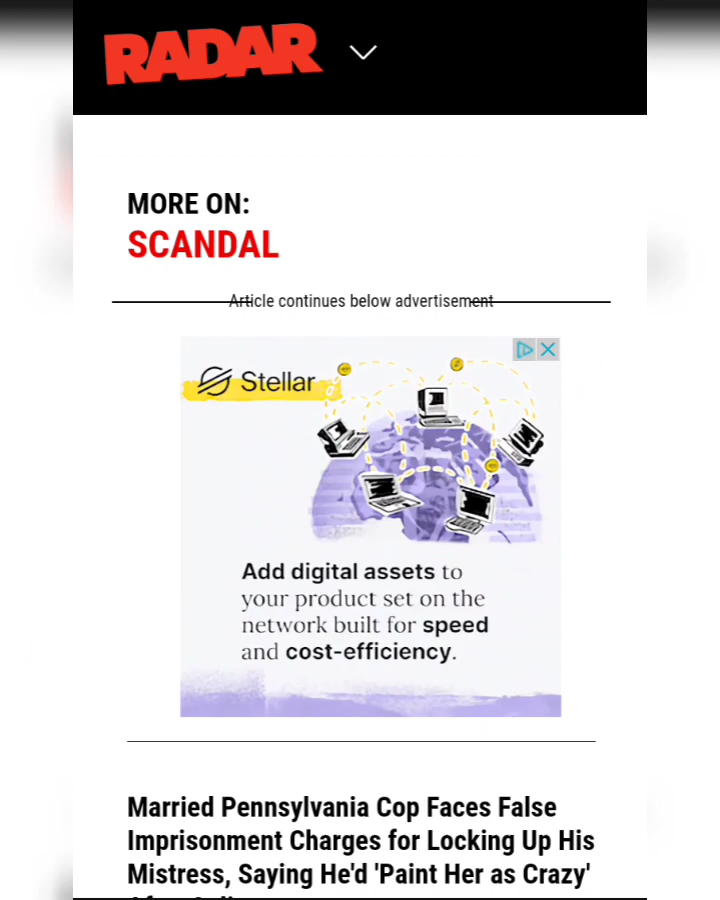 RADAR
MORE ON:
SCANDAL
Article continues below advertisement
Stellar
Add digital assets to
your product set on the
network built for speed
and cost-efficiency.
Married Pennsylvania Cop Faces False
Imprisonment Charges for Locking Up His
Mistress, Saying He'd 'Paint Her as Crazy'